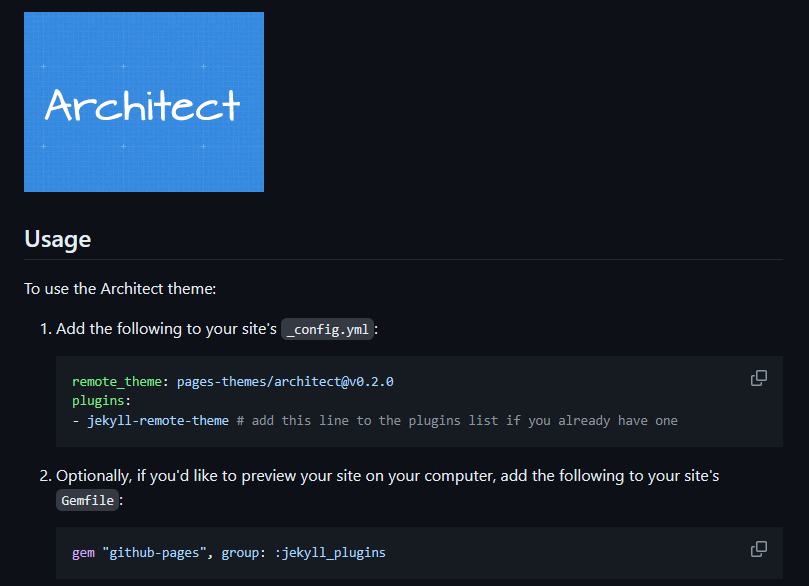 Architect
Usage
To use the Architect theme:
1. Add the following to your site's _config.yml:
remote_theme: pages-themes/architect@v0.2.0
plugins:
- jekyll-remote-theme # add this line to the plugins list if you already have one
2. Optionally, if you'd like to preview your site on your computer, add the following to your site's
Gemfile:
gem "github-pages", group: :jekyll_plugins